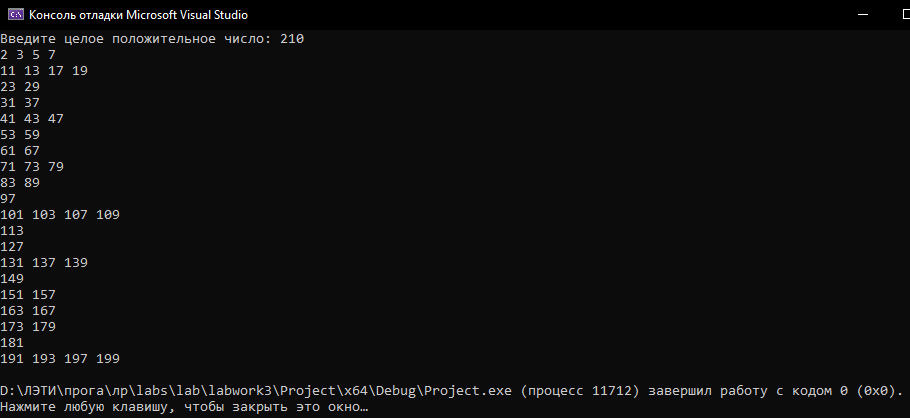 Консоль отладки Microsoft Visual Studio
Введите целое положительное число: 210
2 3 5 7
11 13 17 19
23 29
31 37
41 43 47
53 59
61 67
71 73 79
83 89
97
101 103 107 109
113
127
131 137 139
149
151 157
163 167
173 179
181
191 193 197 199
D:\ЛЭТИ\прога\лр\labs\lab\labwork3\Project\x64\Debug\Project.exe (процесс 11712) завершил работу с кодом 0 (0x0).
Нажмите любую клавишу, чтобы закрыть это окно…